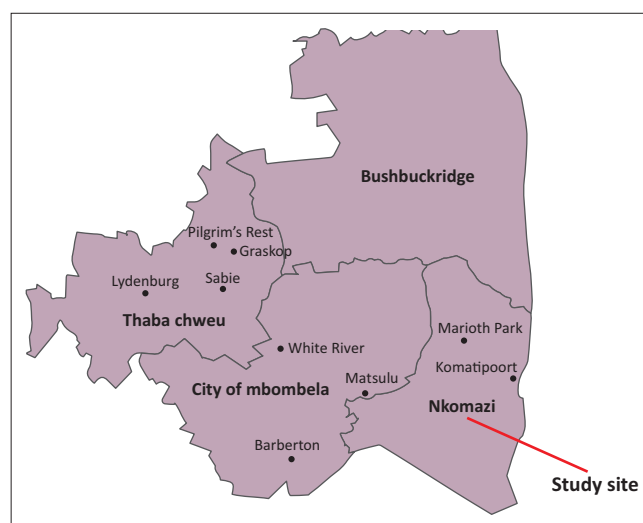 Bushbuckridge
Pilgrim's Rest
Graskop
Lydenburg
Sabie
Thaba chweu
Marioth Park
White River
Komatipoort
City of mbombela
Matsulu
Nkomazi
Barberton
Study site